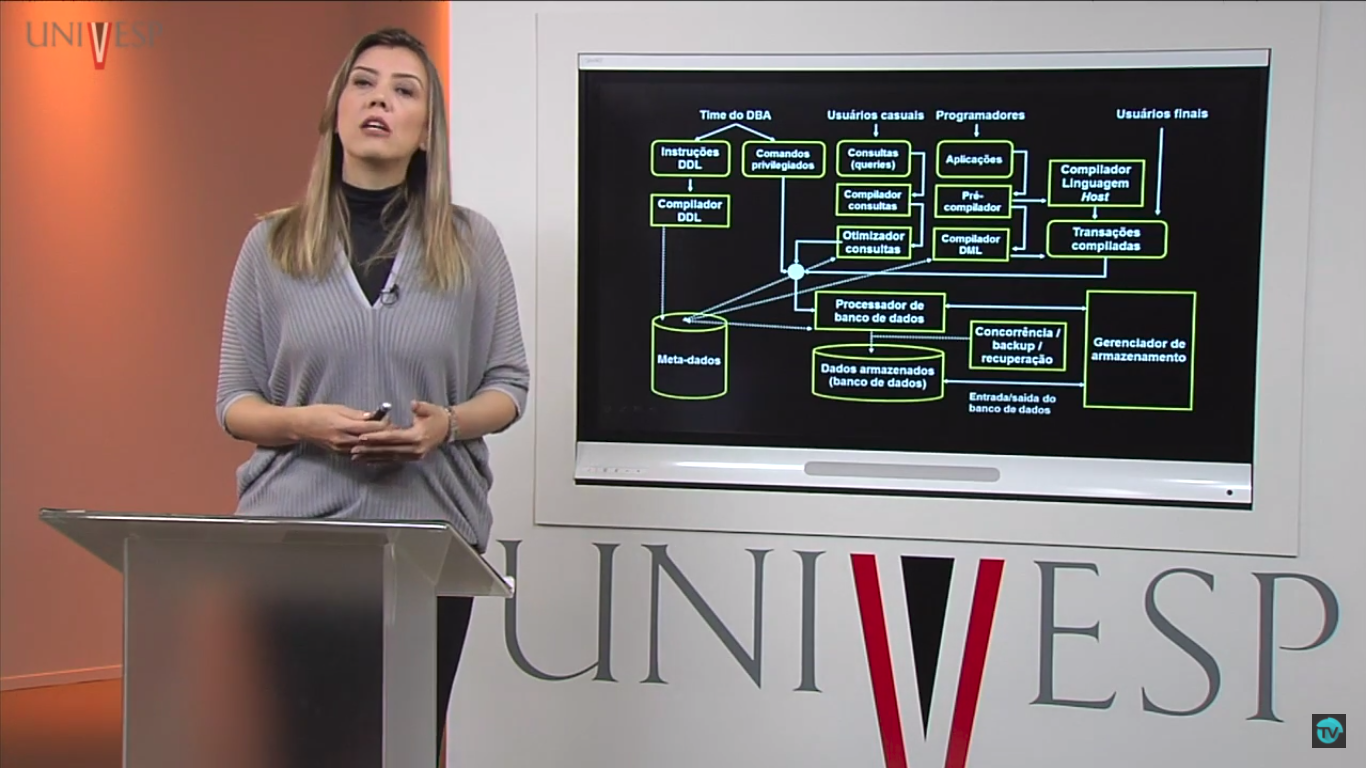 UNIVESP
Time do DBA
Usuários casuais
Programadores
Usuários finais
Instruções
DDL
Comandos
privilegiados
Consultas
(queries)
Aplicações
Compilador
Linguagem
Host
Compilador
DDL
Compilador
consultas
Pré-
compilador
Otimizador
consultas
Compilador
DML
Transações
compiladas
Processador de
banco de dados
Concorrência /
backup /
recuperação
Gerenciador de
armazenamento
Meta-dados
Dados armazenados
(banco de dados)
Entrada/saída do
banco de dados
UNIVESP
TV